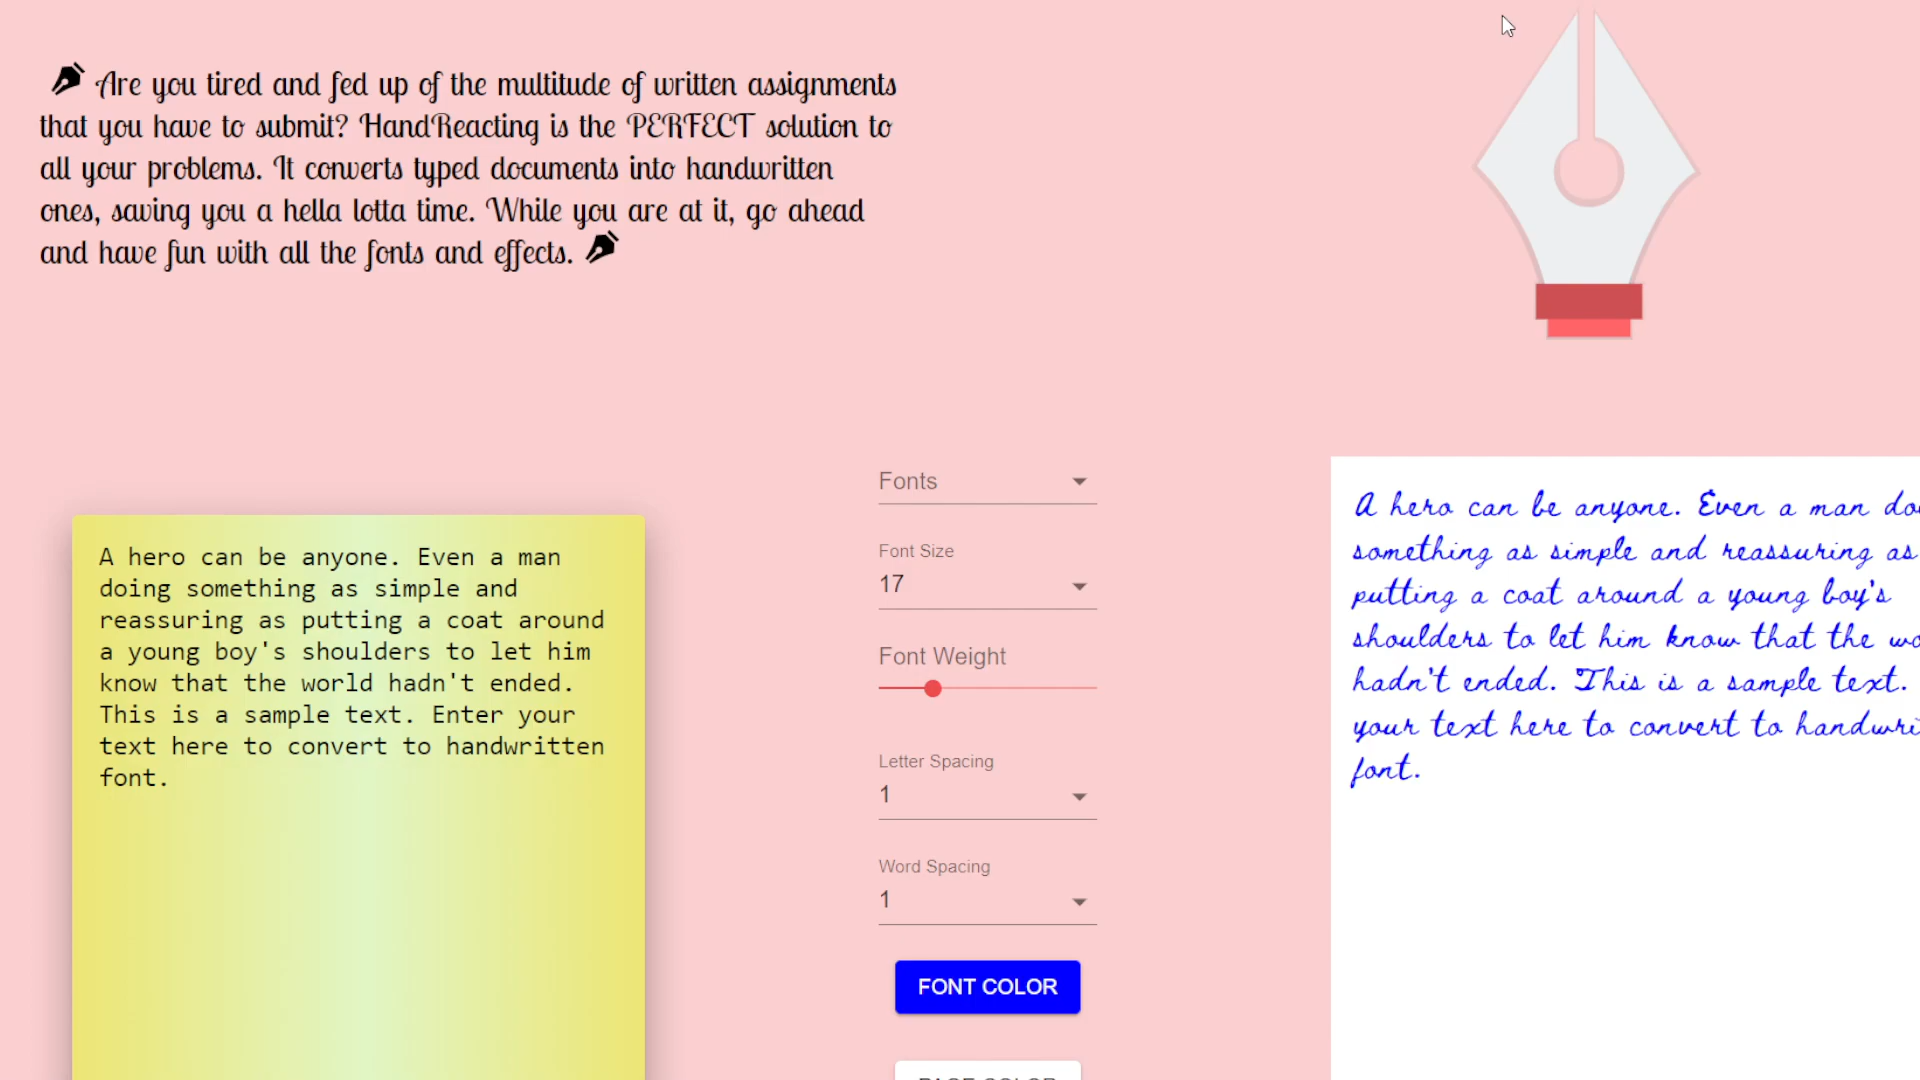 Are you tired and fed up of the multitude of written assignments
that you have to submit? HandReacting is the PERFECT solution to
all your problems. It converts typed documents into handwritten
ones, saving you a hella lotta time. While you are at it, go ahead
and have fun with all the fonts and effects.
A hero can be anyone. Even a man
doing something as simple and
reassuring as putting a coat around
a young boy's shoulders to let him
know that the world hadn't ended.
This is a sample text. Enter your
text here to convert to handwritten
font.
Fonts
Font Size
17
Font Weight
Letter Spacing
1
Word Spacing
1
FONT COLOR
PAGE COLOR
A hero can be anyone. Even a man
something as simple and reassuring as
putting a coat around a young boy's
shoulders to let him know that the
hadn't ended. This is a sample text.
your text here to convert to
font.